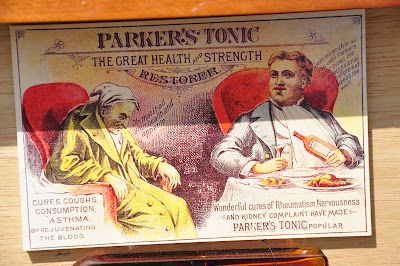 PARKER'S TONIC
THE GREAT HEALTH AND STRENGTH
RESTORER
CURES COUGHS,
CONSUMPTION,
ASTHMA.
BY REJUVENATING
THE BLOOD.
Wonderful cures of Rheumatism, Nervousness
AND KIDNEY COMPLAINT HAVE MADE
PARKER'S TONIC POPULAR